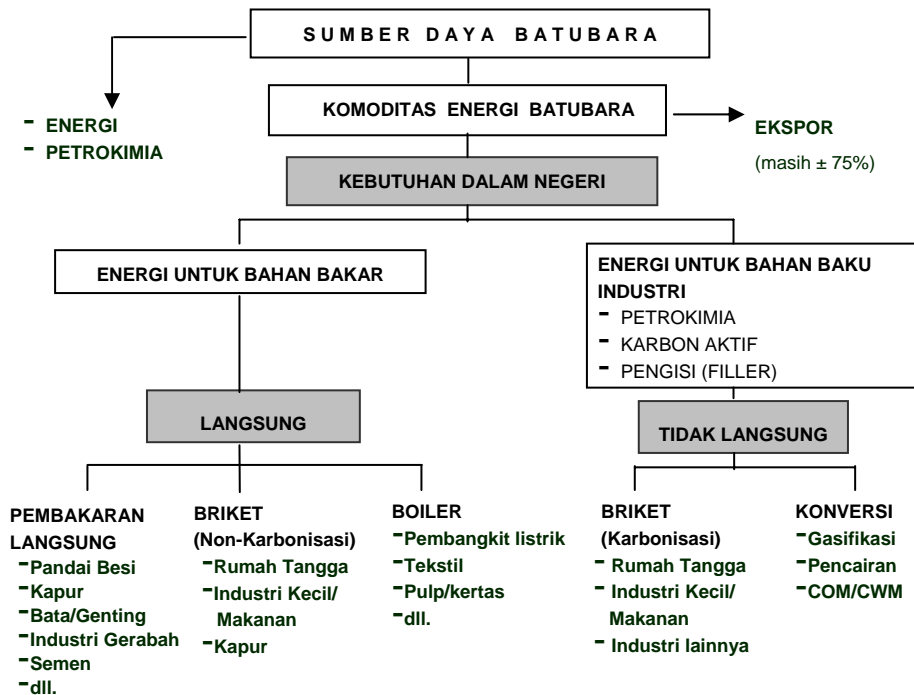 SUMBER DAYA BATUBARA
KOMODITAS ENERGI BATUBARA
- ENERGI
- PETROKIMIA
EKSPOR
(masih ± 75%)
KEBUTUHAN DALAM NEGERI
ENERGI UNTUK BAHAN BAKAR
ENERGI UNTUK BAHAN BAKU
INDUSTRI
- PETROKIMIA
- KARBON AKTIF
- PENGISI (FILLER)
LANGSUNG
TIDAK LANGSUNG
PEMBAKARAN
LANGSUNG
-Pandai Besi
-Kapur
-Bata/Genting
-Industri Gerabah
-Semen
-dll.
BRIKET
(Non-Karbonisasi)
-Rumah Tangga
-Industri Kecil/
Makanan
-Kapur
BOILER
-Pembangkit listrik
-Tekstil
-Pulp/kertas
-dll.
BRIKET
(Karbonisasi)
- Rumah Tangga
- Industri Kecil/
Makanan
- Industri lainnya
KONVERSI
-Gasifikasi
-Pencairan
-COM/CWM